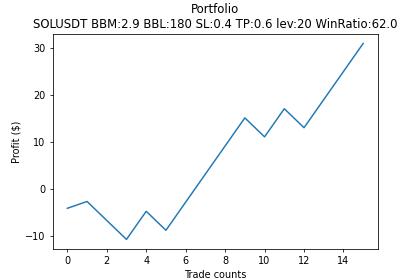 Portfolio
SOLUSDT BBM:2.9 BBL:180 SL:0.4 TP:0.6 lev:20 WinRatio:62.0
30
20
10
0
−10
Profit ($)
0 2 4 6 8 10 12 14
Trade counts